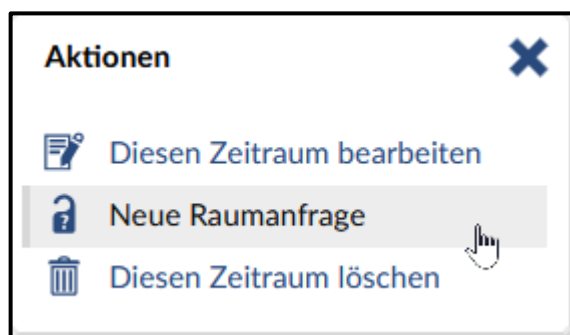 Aktionen
Diesen Zeitraum bearbeiten
Neue Raumanfrage
Diesen Zeitraum löschen